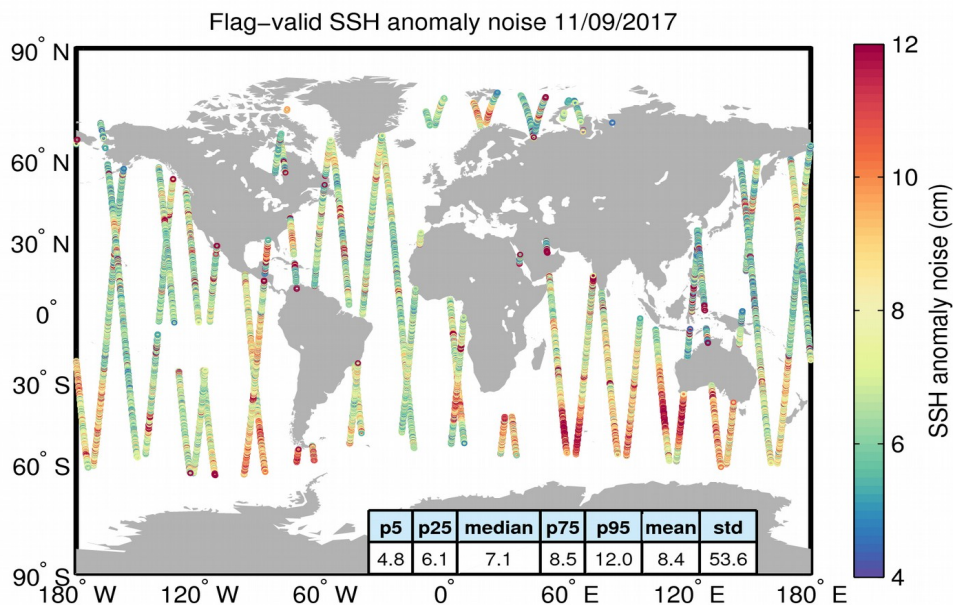 Flag−valid SSH anomaly noise 11/09/2017
90° N
60° N
30° N
0°
30° S
60° S
90° S
180° W
120° W
60° W
0°
60° E
120° E
180° E
p5 p25 median p75 p95 mean std
4.8 6.1 7.1 8.5 12.0 8.4 53.6
12
10
8
6
4
SSH anomaly noise (cm)